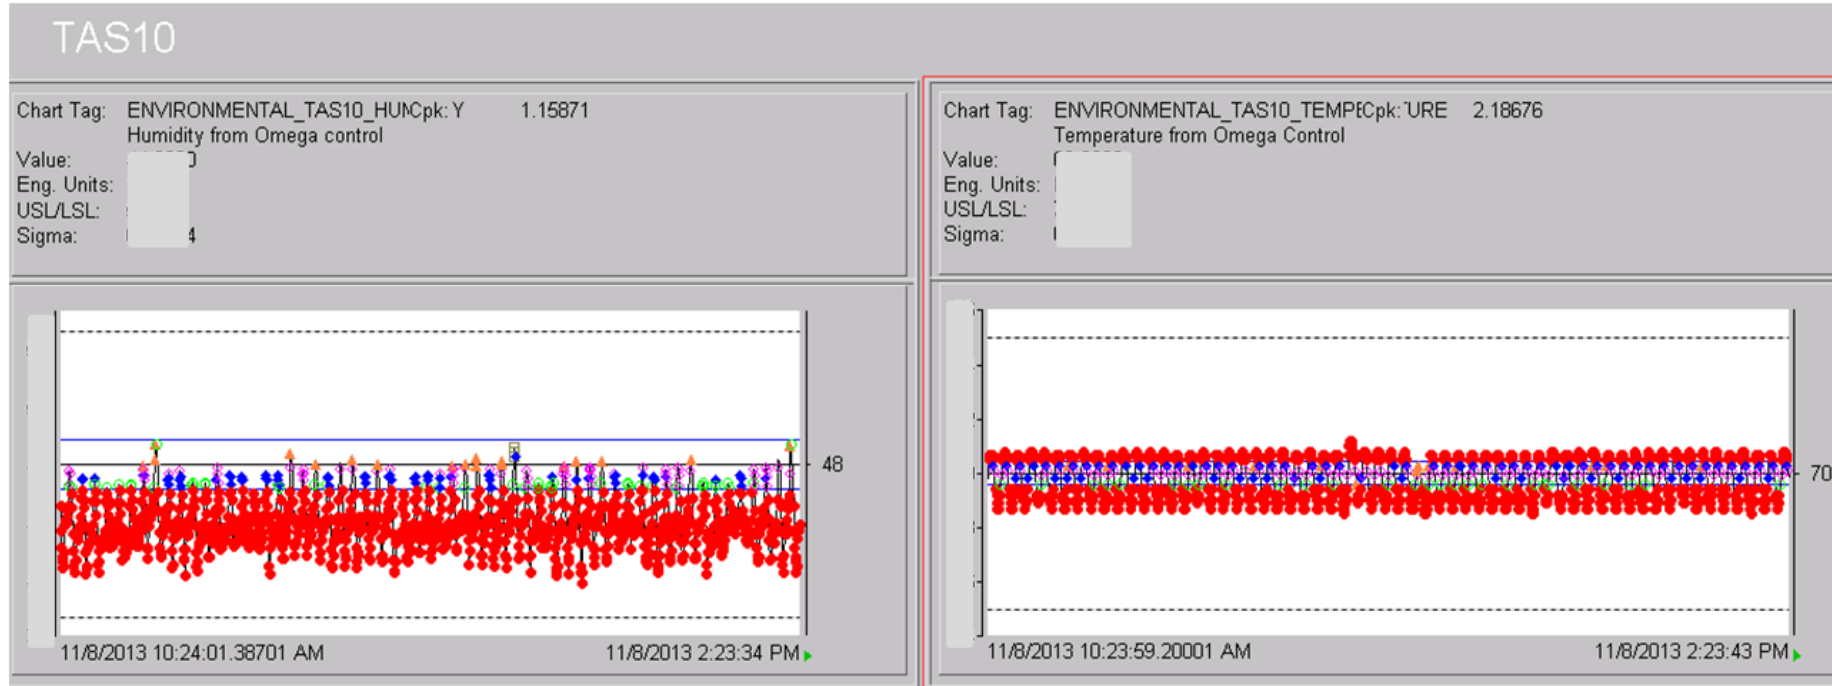 TAS10
Chart Tag: ENVIRONMENTAL_TAS10_HUMCpk: Y 1.15871
Humidity from Omega control
Value:
Eng. Units:
USL/LSL:
Sigma: 4
48
11/8/2013 10:24:01.38701 AM 11/8/2013 2:23:34 PM
Chart Tag: ENVIRONMENTAL_TAS10_TEMPECpk: URE 2.18676
Temperature from Omega Control
Value:
Eng. Units:
USL/LSL:
Sigma:
70
11/8/2013 10:23:59.20001 AM 11/8/2013 2:23:43 PM